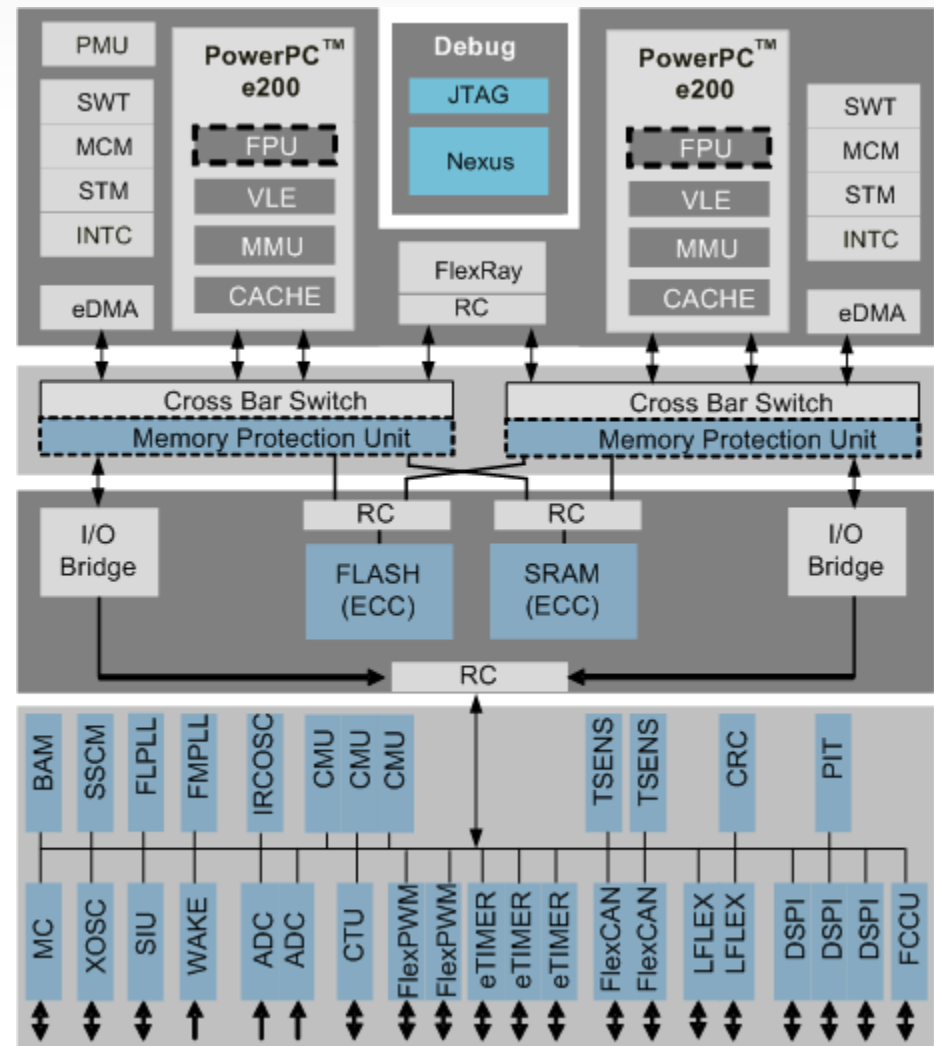 PMU
SWT
MCM
STM
INTC
eDMA
PowerPC™
e200
FPU
VLE
MMU
CACHE
Debug
JTAG
Nexus
FlexRay
RC
PowerPC™
e200
FPU
VLE
MMU
CACHE
SWT
MCM
STM
INTC
eDMA
Cross Bar Switch
Memory Protection Unit
Cross Bar Switch
Memory Protection Unit
I/O
Bridge
RC
FLASH
(ECC)
RC
SRAM
(ECC)
I/O
Bridge
RC
BAM
SSCM
FLPLL
FMPLL
IRCOSC
CMU
CMU
CMU
TSENS
TSENS
CRC
PIT
MC
XOSC
SIU
WAKE
ADC
ADC
CTU
FlexPWM
FlexPWM
eTIMER
eTIMER
eTIMER
FlexCAN
FlexCAN
LFLEX
LFLEX
DSPI
DSPI
DSPI
FCCU